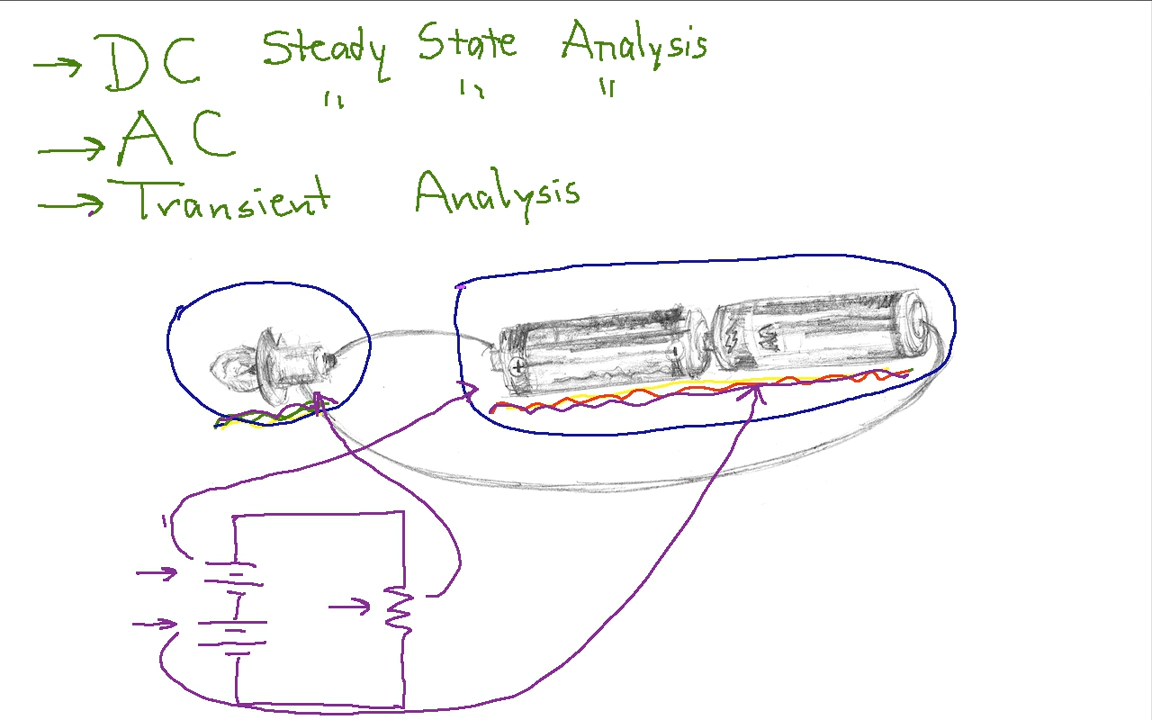 → DC Steady State Analysis
" " "
→ AC
→ Transient Analysis
+ -
+